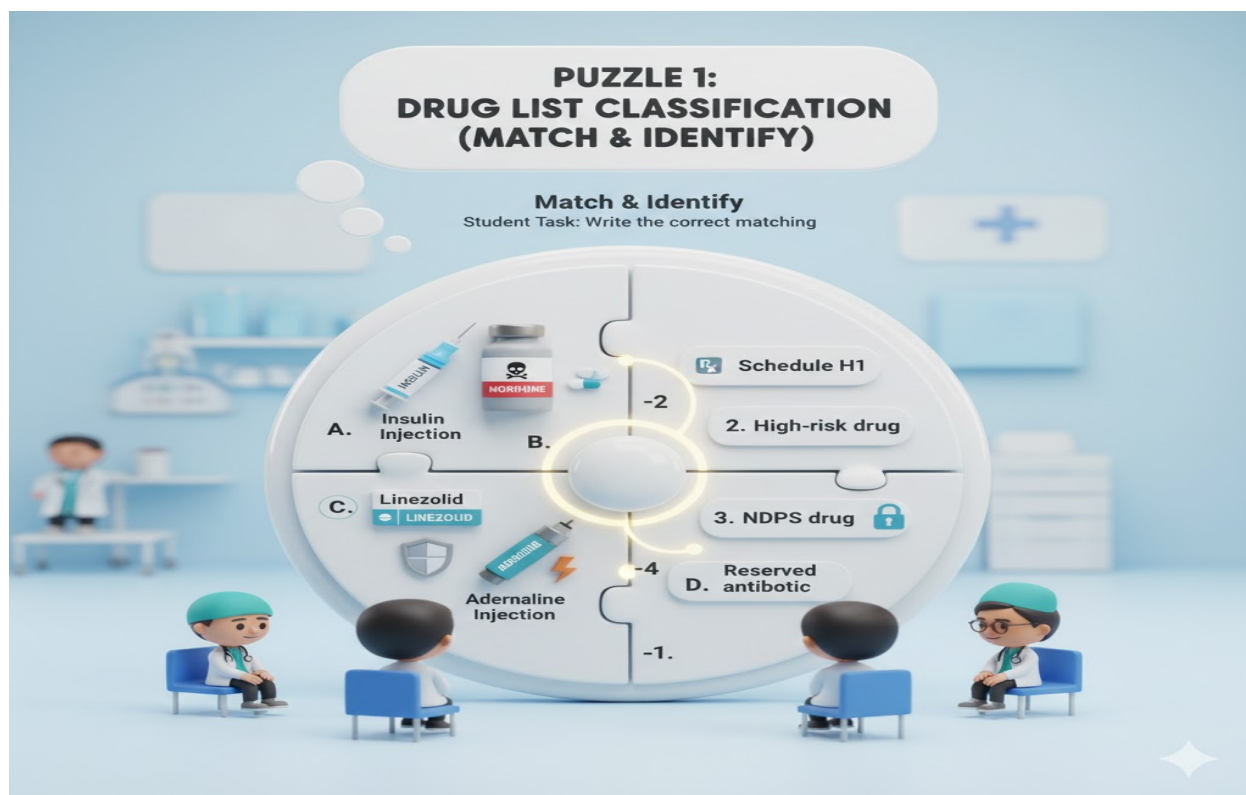 PUZZLE 1:
DRUG LIST CLASSIFICATION
(MATCH & IDENTIFY)
Match & Identify
Student Task: Write the correct matching
INSULIN
A. Insulin
Injection
B.
-2
Schedule H1
2. High-risk drug
C. Linezolid
LINEZOLID
Adernaline
Injection
3. NDPS drug
-4
D. Reserved
antibotic
-1.